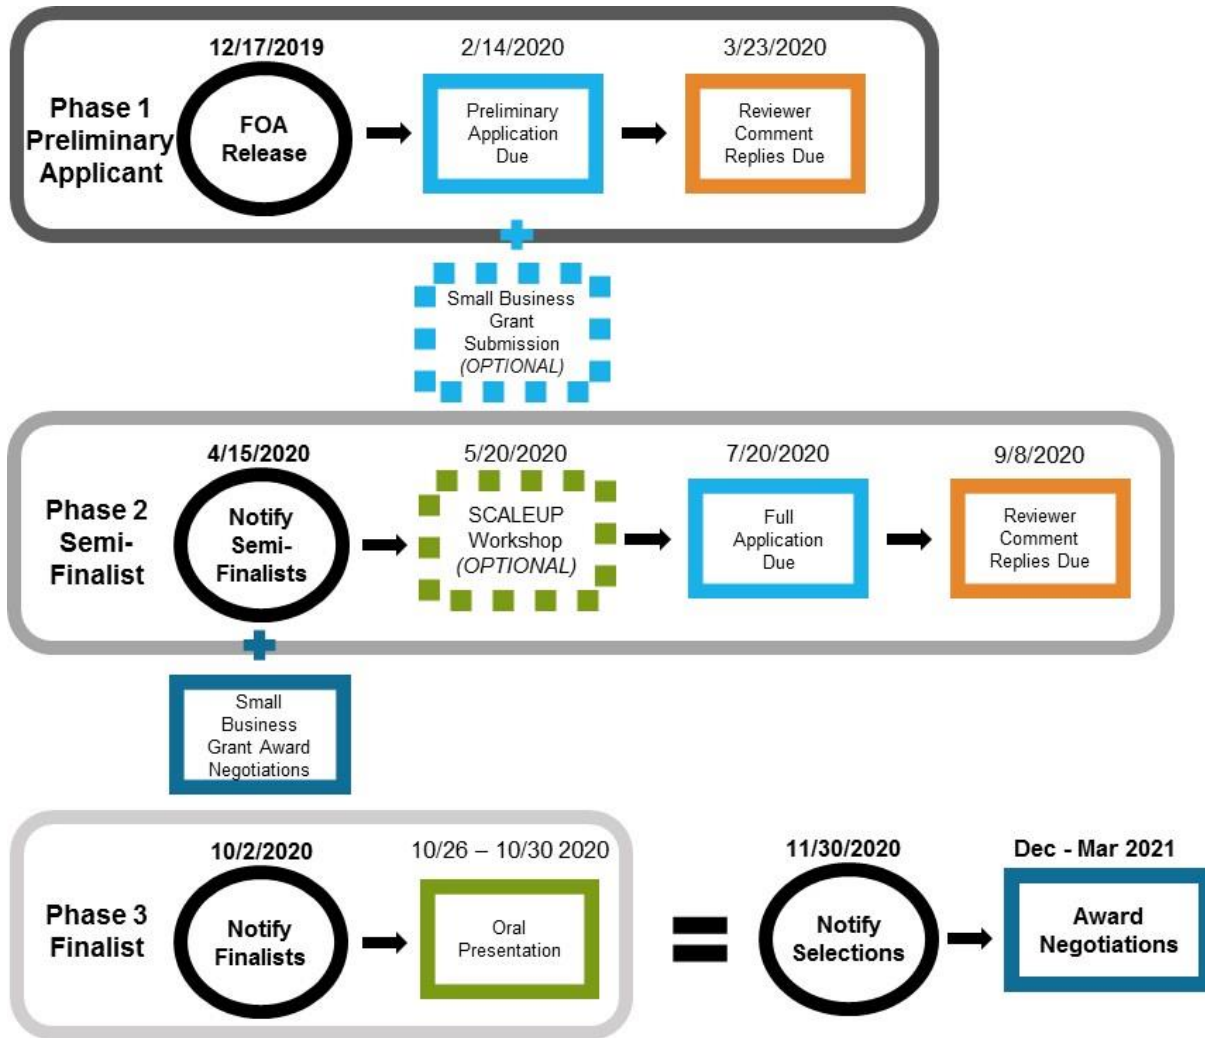 12/17/2019
2/14/2020
3/23/2020
Phase 1
Preliminary
Applicant
FOA
Release
Preliminary
Application
Due
Reviewer
Comment
Replies Due
Small Business
Grant
Submission
(OPTIONAL)
4/15/2020
5/20/2020
7/20/2020
9/8/2020
Phase 2
Semi-
Finalist
Notify
Semi-
Finalists
SCALEUP
Workshop
(OPTIONAL)
Full
Application
Due
Reviewer
Comment
Replies Due
Small
Business
Grant Award
Negotiations
10/2/2020
10/26 – 10/30 2020
11/30/2020
Dec - Mar 2021
Phase 3
Finalist
Notify
Finalists
Oral
Presentation
Notify
Selections
Award
Negotiations